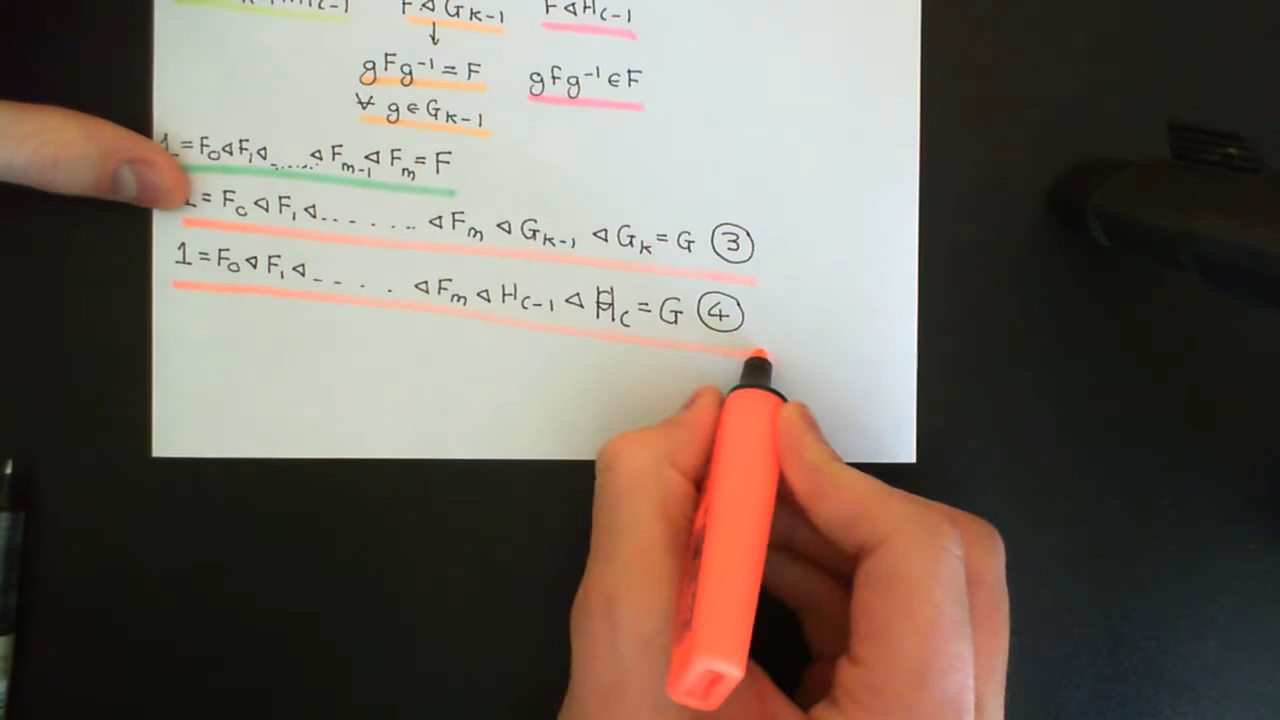 F ⊲ G_{K-1} F ⊲ H_{C-1}
↓
gFg⁻¹ = F gfg⁻¹ ∈ F
∀ g ∈ G_{K-1}
1 = F₀ ⊲ F₁ ⊲ ...... ⊲ F_{m-1} ⊲ F_m = F
= F₀ ⊲ F₁ ⊲ ....... ⊲ F_m ⊲ G_{K-1} ⊲ G_K = G ③
1 = F₀ ⊲ F₁ ⊲ ..... ⊲ F_m ⊲ H_{C-1} ⊲ H_C = G ④